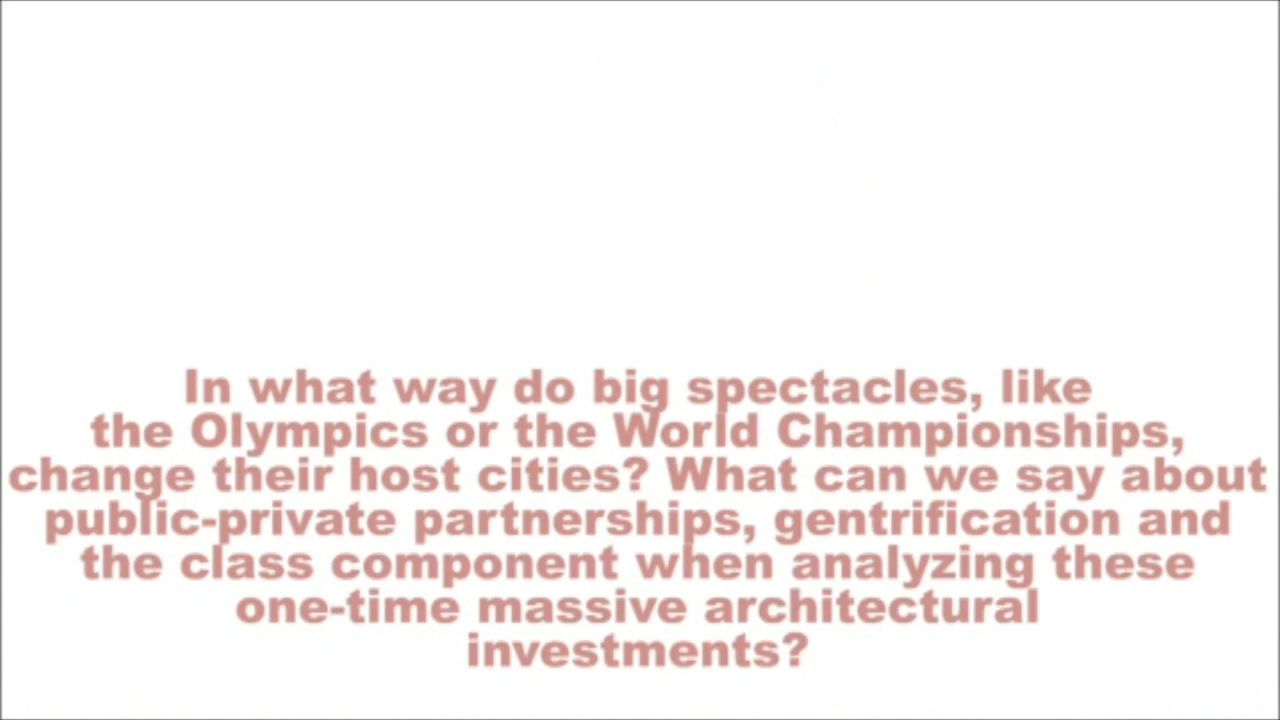 In what way do big spectacles, like
the Olympics or the World Championships,
change their host cities? What can we say about
public-private partnerships, gentrification and
the class component when analyzing these
one-time massive architectural
investments?